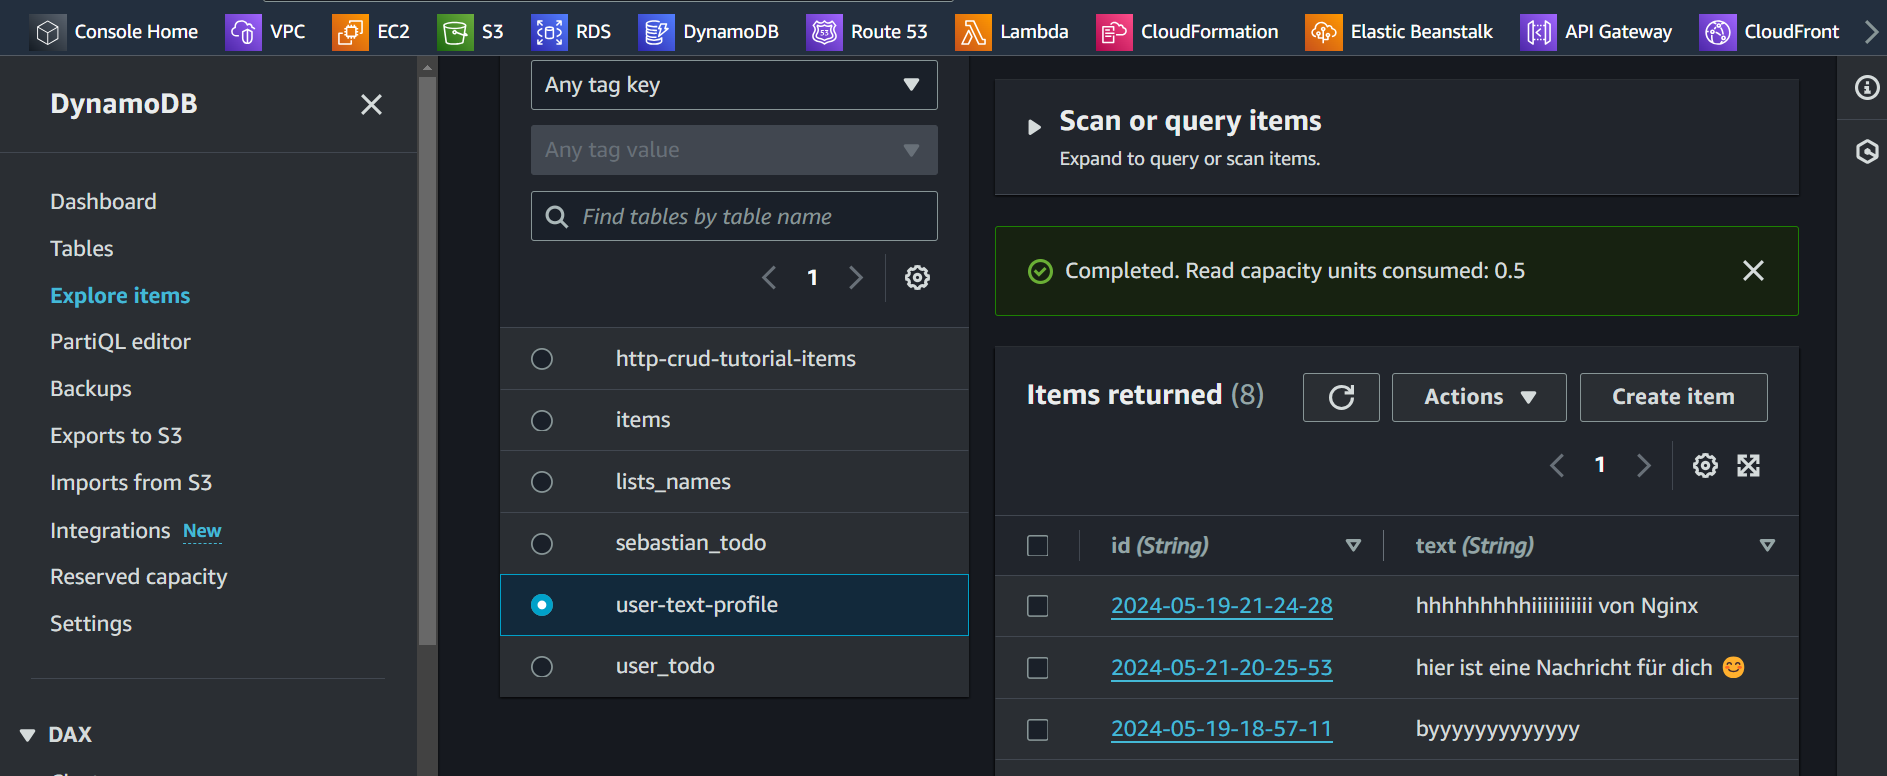 Console Home VPC EC2 S3 RDS DynamoDB Route 53 Lambda CloudFormation Elastic Beanstalk API Gateway CloudFront
DynamoDB
Dashboard
Tables
Explore items
PartiQL editor
Backups
Exports to S3
Imports from S3
Integrations New
Reserved capacity
Settings
DAX
Any tag key
Any tag value
Find tables by table name
1
http-crud-tutorial-items
items
lists_names
sebastian_todo
user-text-profile
user_todo
Scan or query items
Expand to query or scan items.
Completed. Read capacity units consumed: 0.5
Items returned (8)
Actions
Create item
1
id (String) text (String)
2024-05-19-21-24-28 hhhhhhhhhiiiiiiiiiii von Nginx
2024-05-21-20-25-53 hier ist eine Nachricht für dich 😊
2024-05-19-18-57-11 byyyyyyyyyyyyy